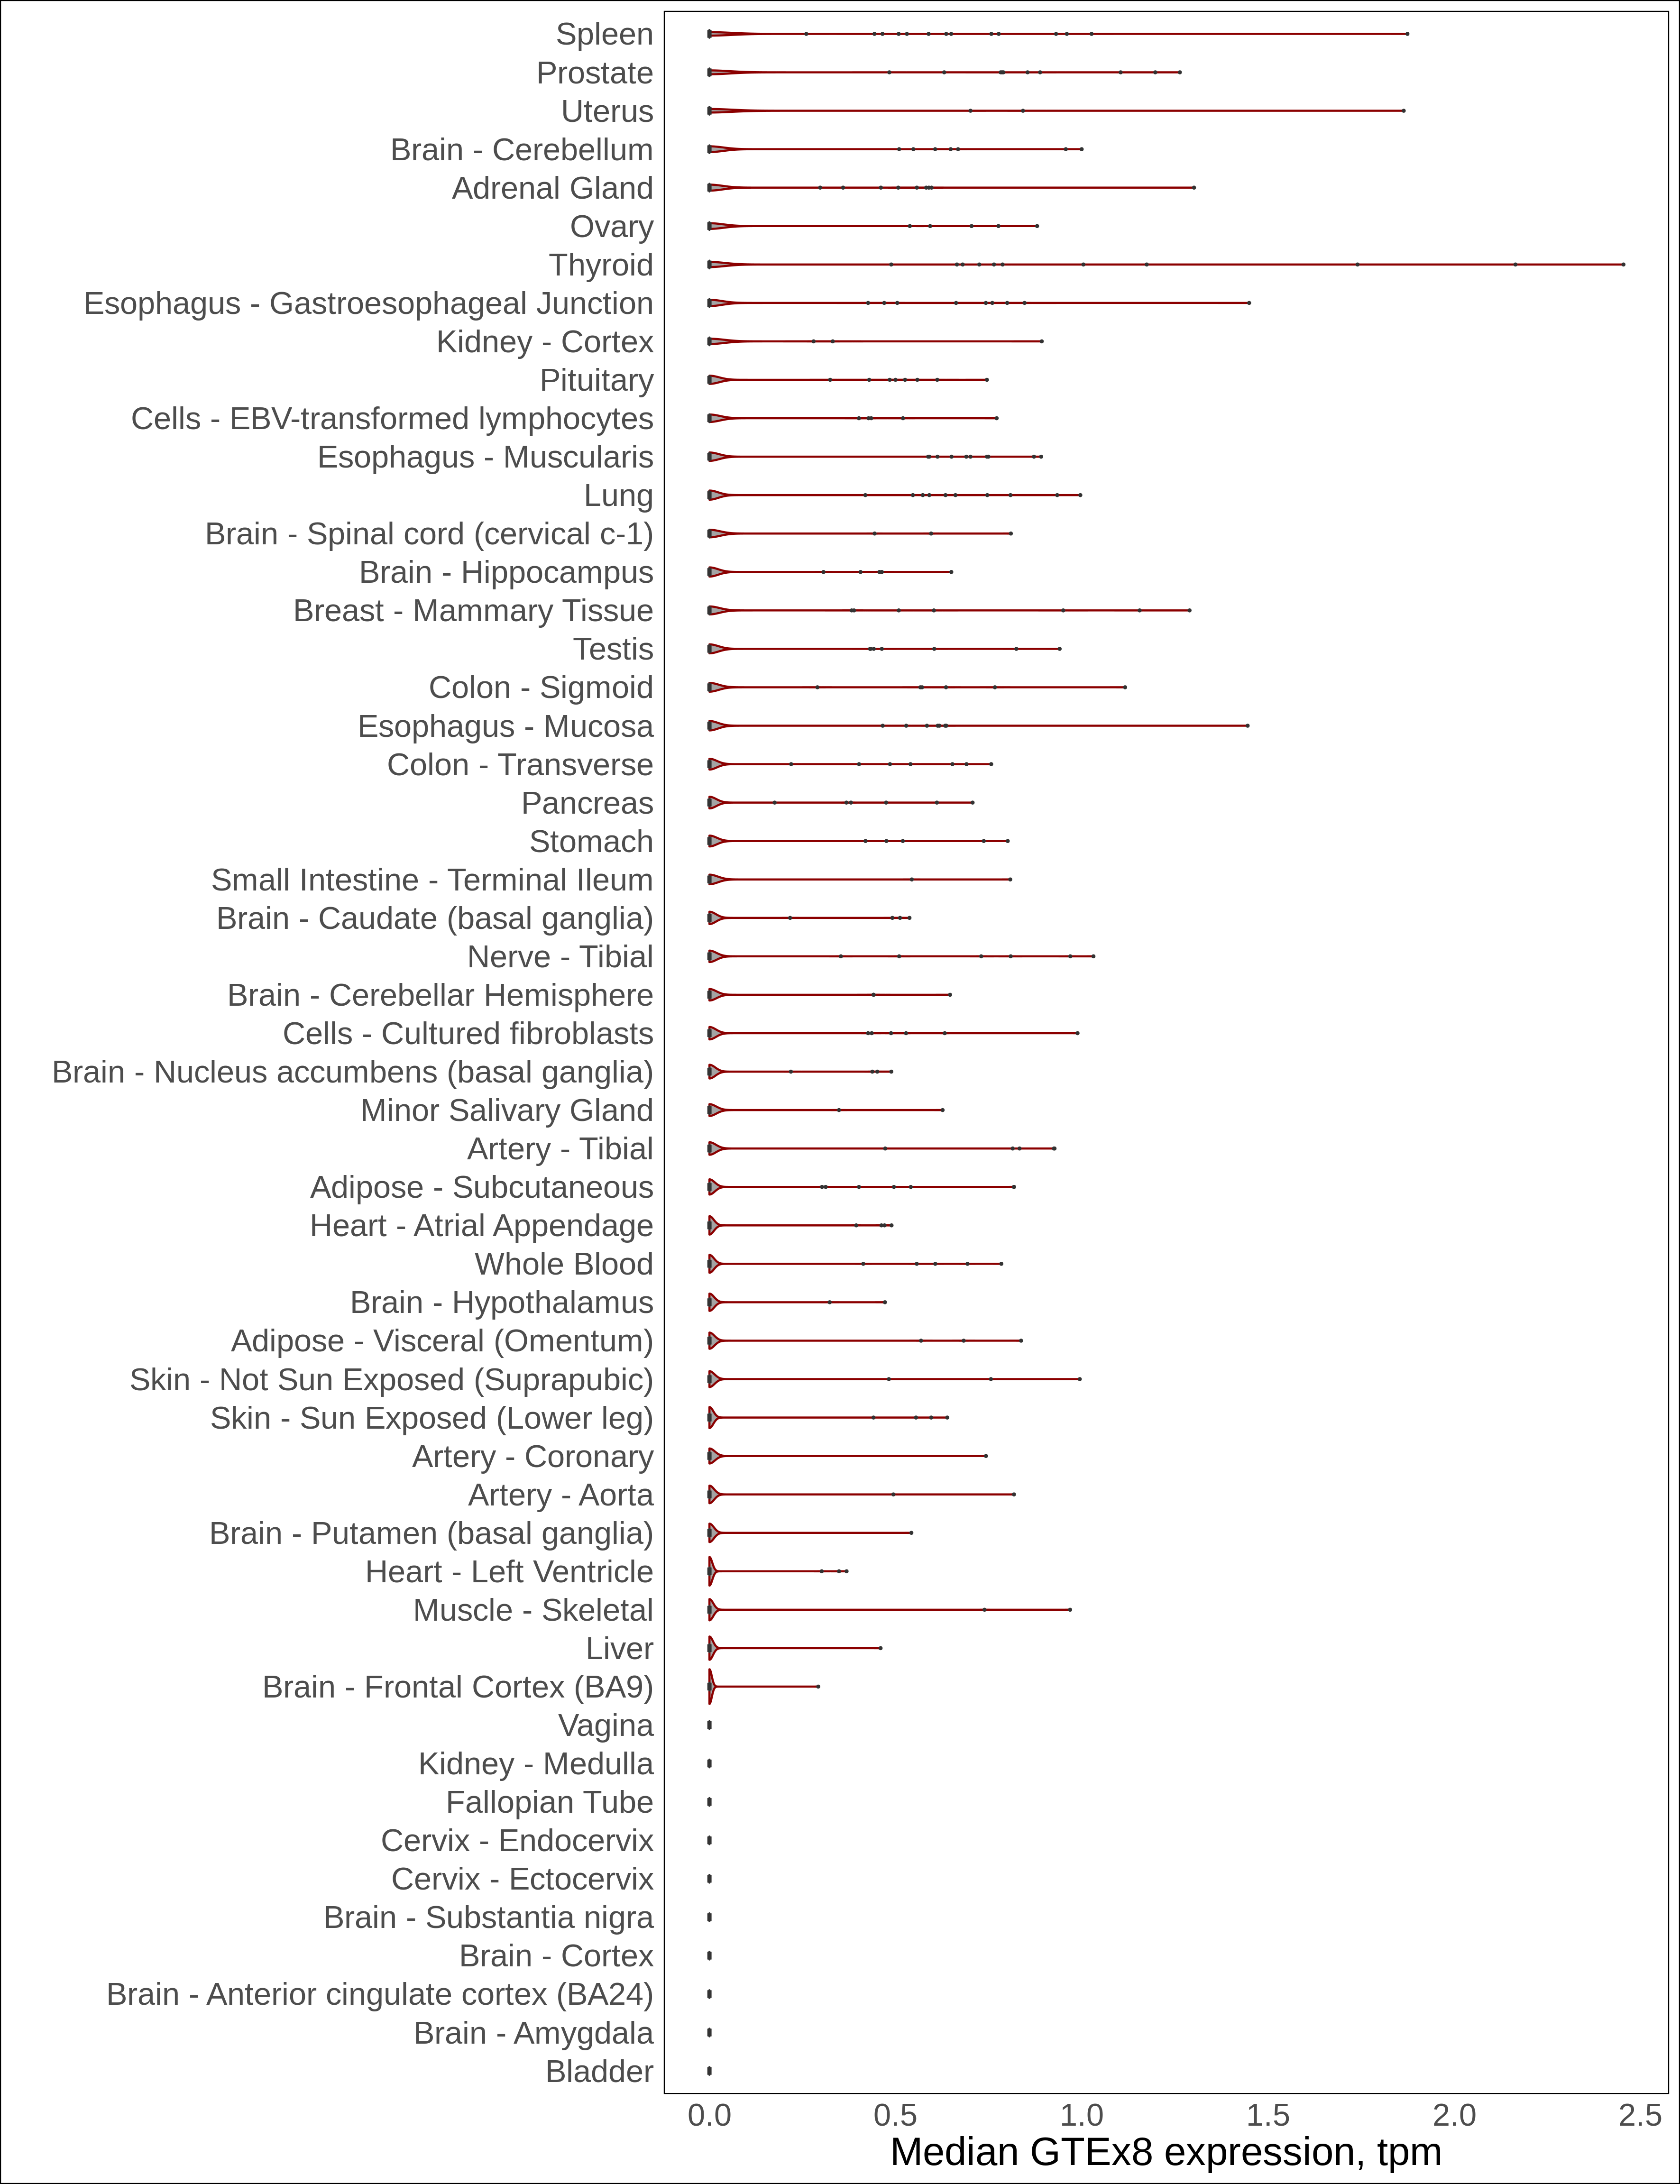 Spleen
Prostate
Uterus
Brain - Cerebellum
Adrenal Gland
Ovary
Thyroid
Esophagus - Gastroesophageal Junction
Kidney - Cortex
Pituitary
Cells - EBV-transformed lymphocytes
Esophagus - Muscularis
Lung
Brain - Spinal cord (cervical c-1)
Brain - Hippocampus
Breast - Mammary Tissue
Testis
Colon - Sigmoid
Esophagus - Mucosa
Colon - Transverse
Pancreas
Stomach
Small Intestine - Terminal Ileum
Brain - Caudate (basal ganglia)
Nerve - Tibial
Brain - Cerebellar Hemisphere
Cells - Cultured fibroblasts
Brain - Nucleus accumbens (basal ganglia)
Minor Salivary Gland
Artery - Tibial
Adipose - Subcutaneous
Heart - Atrial Appendage
Whole Blood
Brain - Hypothalamus
Adipose - Visceral (Omentum)
Skin - Not Sun Exposed (Suprapubic)
Skin - Sun Exposed (Lower leg)
Artery - Coronary
Artery - Aorta
Brain - Putamen (basal ganglia)
Heart - Left Ventricle
Muscle - Skeletal
Liver
Brain - Frontal Cortex (BA9)
Vagina
Kidney - Medulla
Fallopian Tube
Cervix - Endocervix
Cervix - Ectocervix
Brain - Substantia nigra
Brain - Cortex
Brain - Anterior cingulate cortex (BA24)
Brain - Amygdala
Bladder
0.0 0.5 1.0 1.5 2.0 2.5
Median GTEx8 expression, tpm